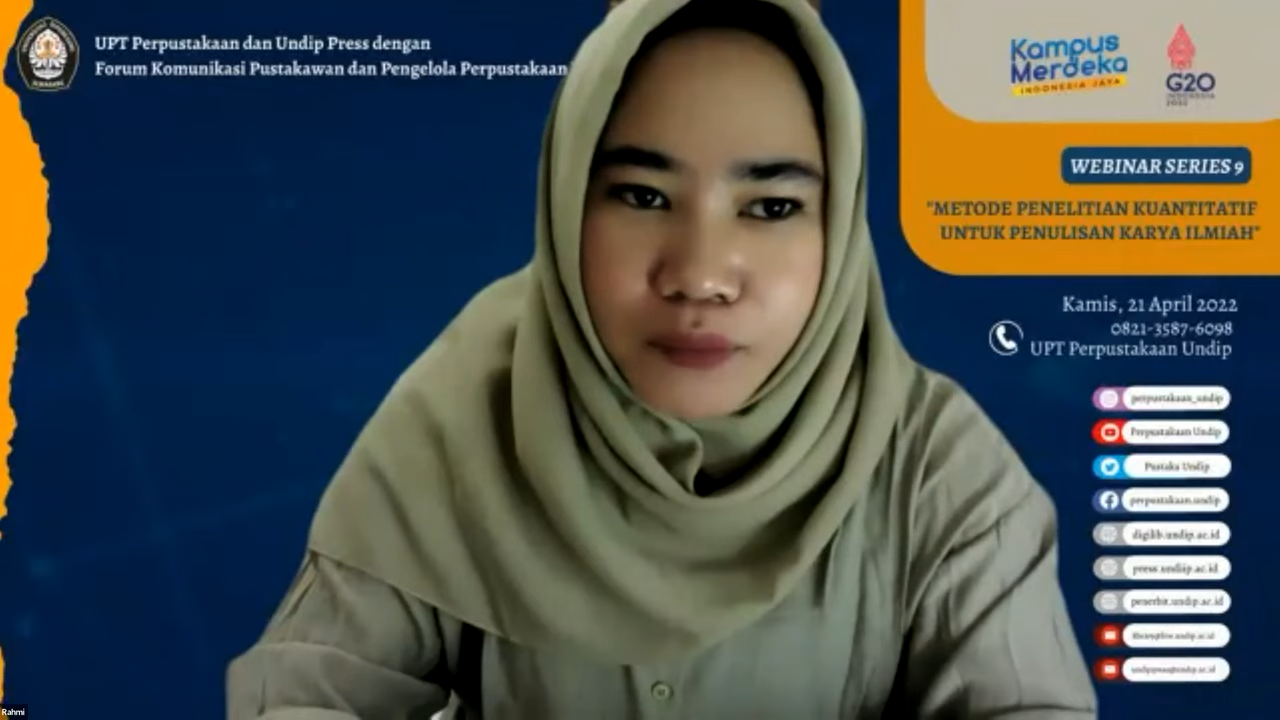 UPT Perpustakaan dan Undip Press dengan
Forum Komunikasi Pustakawan dan Pengelola Perpustakaan
Kampus
Merdeka
INDONESIA JAYA
G20
INDONESIA
2022
WEBINAR SERIES 9
"METODE PENELITIAN KUANTITATIF
UNTUK PENULISAN KARYA ILMIAH"
Kamis, 21 April 2022
0821-3587-6098
UPT Perpustakaan Undip
perpustakaan_undip
Perpustakaan Undip
Pustaka Undip
perpustakaan.undip
digilib.undip.ac.id
press.undip.ac.id
penerbit.undip.ac.id
Rahmi